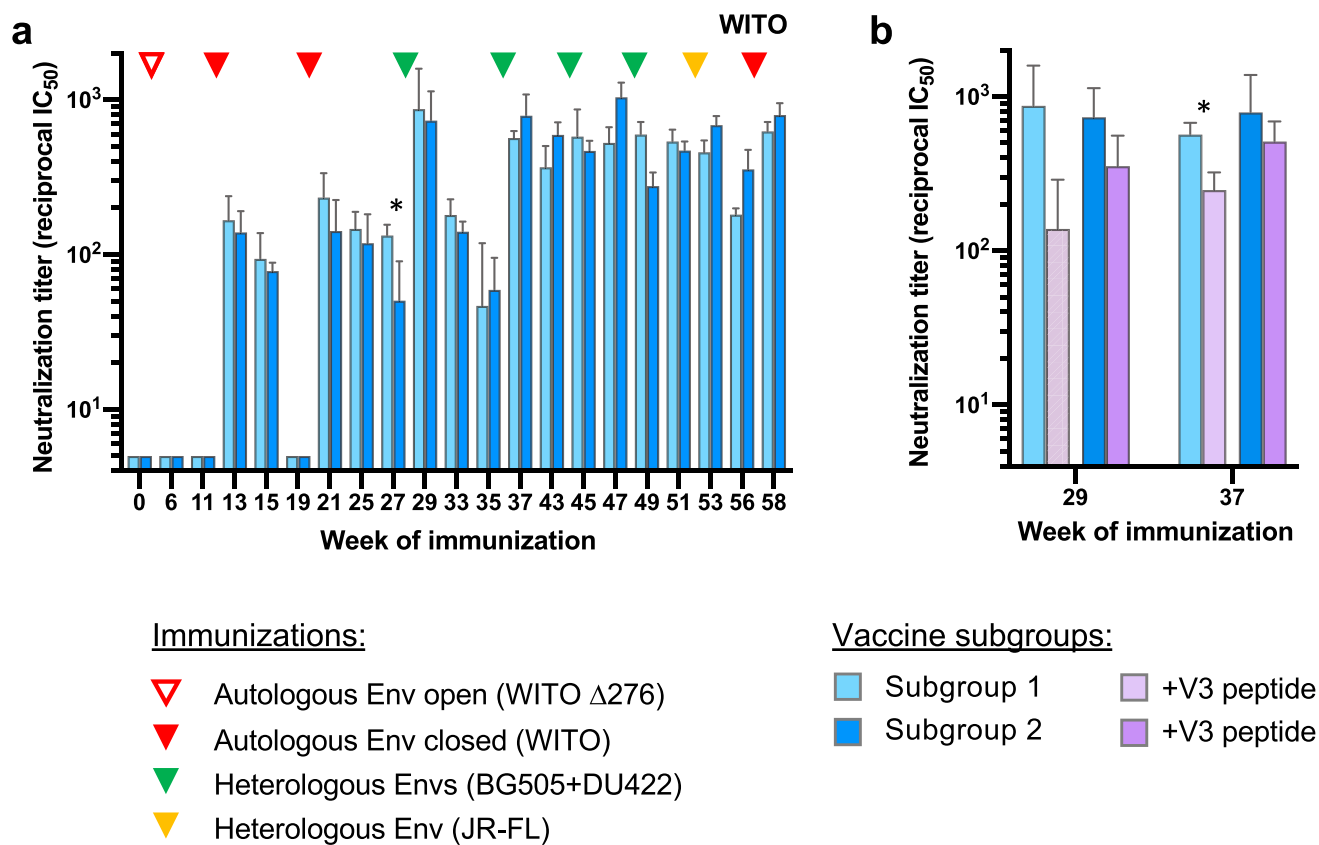 a
WITO
Neutralization titer (reciprocal IC50)
10³
10²
10¹
*
0 6 11 13 15 19 21 25 27 29 33 35 37 43 45 47 49 51 53 56 58
Week of immunization
b
Neutralization titer (reciprocal IC50)
10³
10²
10¹
*
29 37
Week of immunization
Immunizations:
Autologous Env open (WITO Δ276)
Autologous Env closed (WITO)
Heterologous Envs (BG505+DU422)
Heterologous Env (JR-FL)
Vaccine subgroups:
Subgroup 1 +V3 peptide
Subgroup 2 +V3 peptide